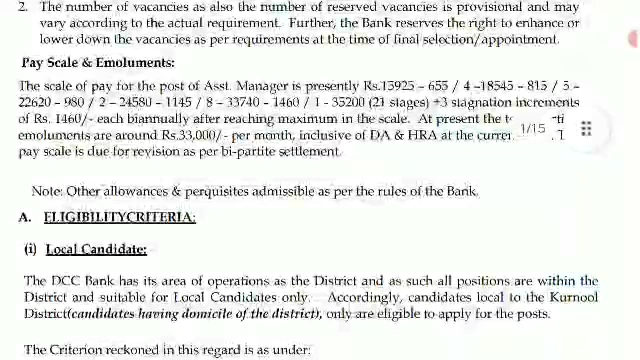 2. The number of vacancies as also the number of reserved vacancies is provisional and may
vary according to the actual requirement. Further, the Bank reserves the right to enhance or
lower down the vacancies as per requirements at the time of final selection/appointment.
Pay Scale & Emoluments:
The scale of pay for the post of Asst. Manager is presently Rs.15925 – 655 / 4 –18545 – 815 / 5 –
22620 – 980 / 2 – 24580 – 1145 / 8 – 33740 – 1460 / 1 - 35200 (21 stages) +3 stagnation increments
of Rs. 1460/- each biannually after reaching maximum in the scale. At present the
emoluments are around Rs.33,000/- per month, inclusive of DA & HRA at the
1/15
pay scale is due for revision as per bi-partite settlement.
Note: Other allowances & perquisites admissible as per the rules of the Bank.
A. ELIGIBILITYCRITERIA:
(i) Local Candidate:
The DCC Bank has its area of operations as the District and as such all positions are within the
District and suitable for Local Candidates only. Accordingly, candidates local to the Kurnool
District(candidates having domicile of the district), only are eligible to apply for the posts.
The Criterion reckoned in this regard is as under: